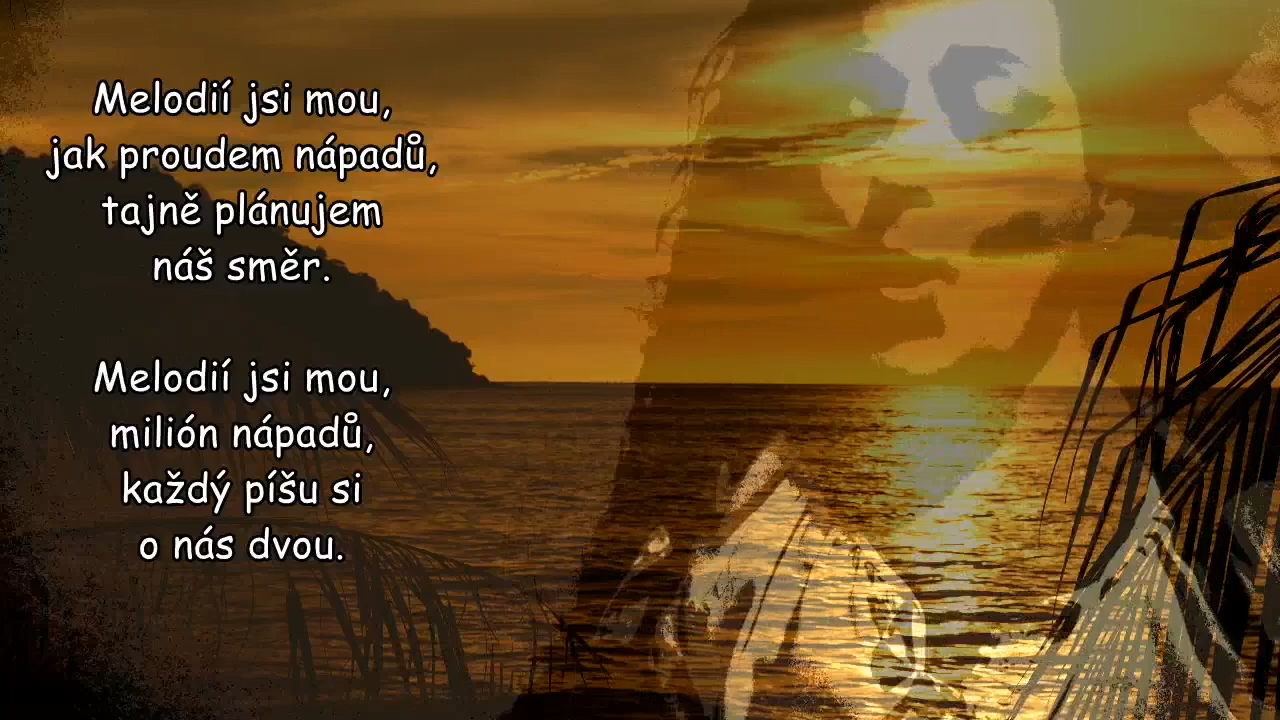 Melodií jsi mou,
jak proudem nápadů,
tajně plánujem
náš směr.
Melodií jsi mou,
milión nápadů,
každý píšu si
o nás dvou.